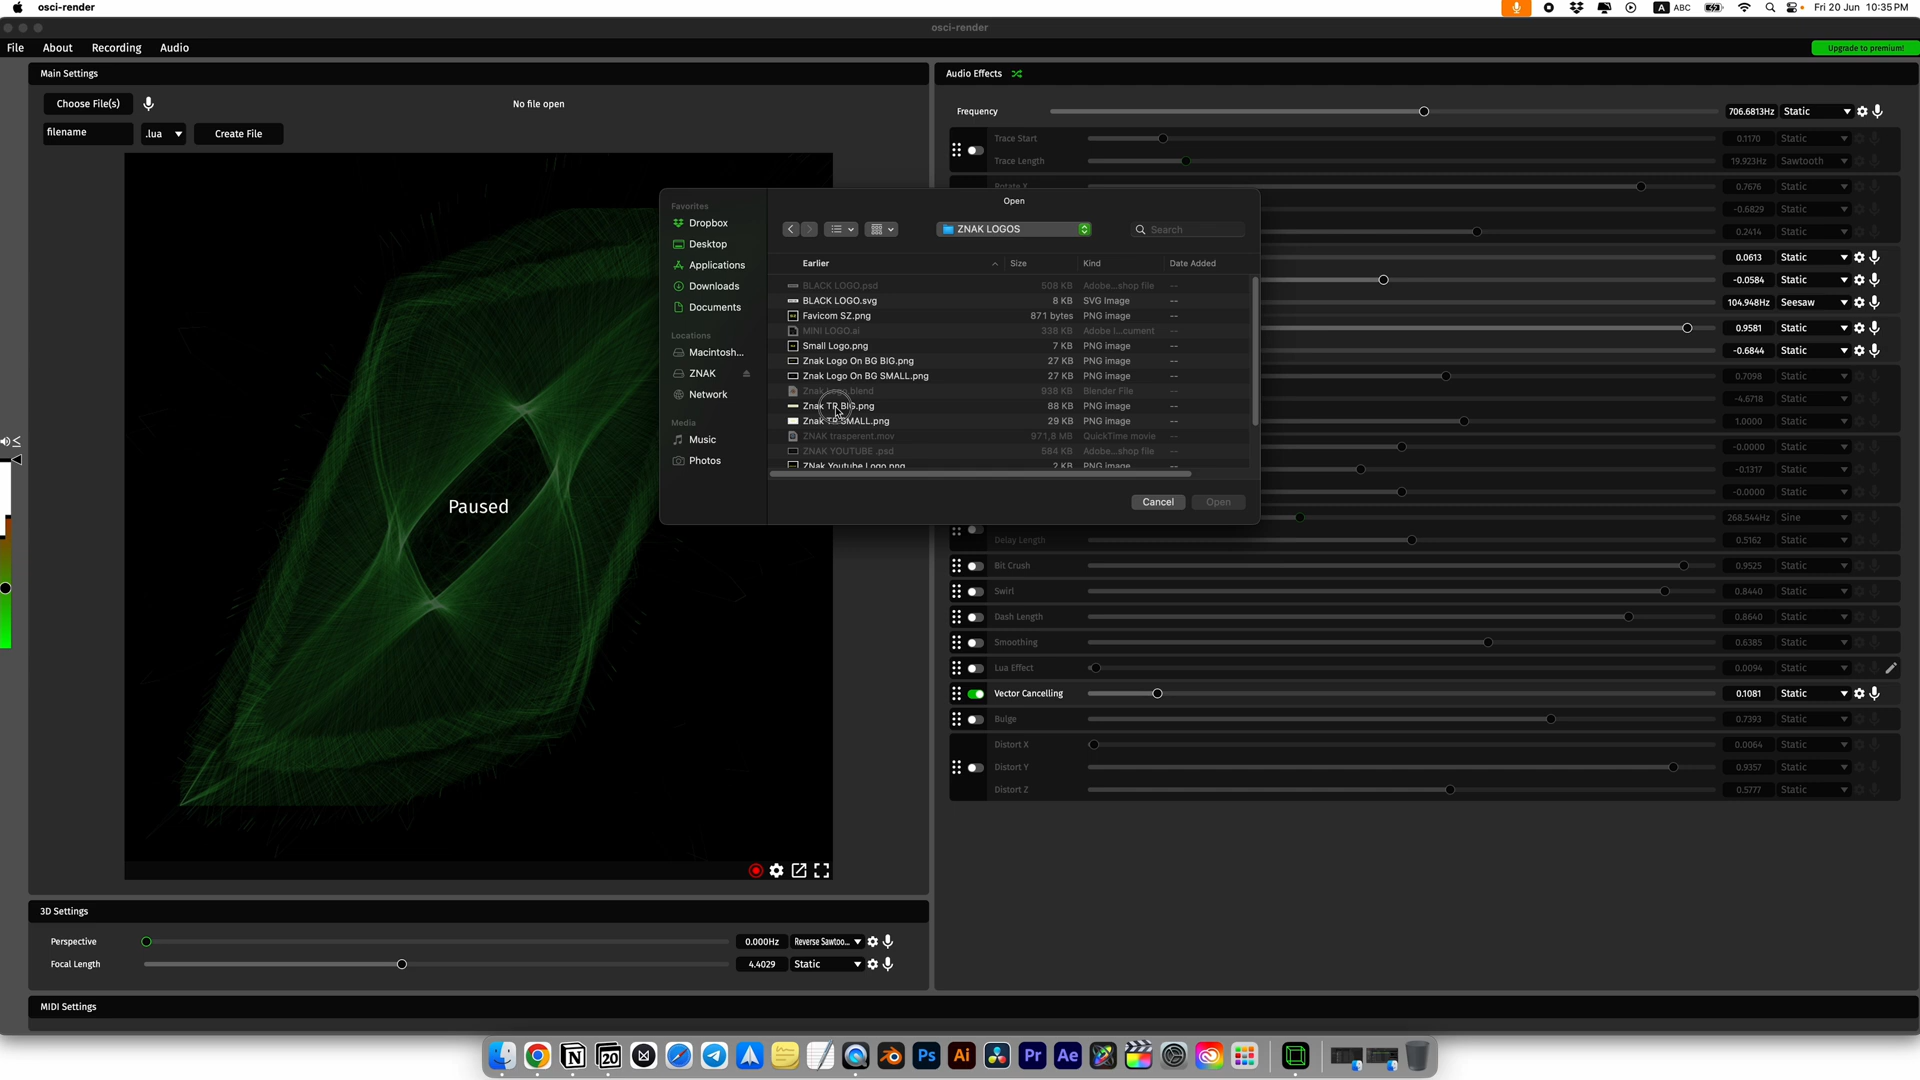 osci-render
ABC
Fri 20 Jun 10:35 PM
osci-render
File About Recording Audio
Upgrade to premium!
Main Settings
Choose File(s)
No file open
filename
.lua
Create File
Paused
Audio Effects
Frequency 706.6813Hz Static
Trace Start 0.1170 Static
Trace Length 19.923Hz Sawtooth
Rotate X 0.7676 Static
-0.6829 Static
0.2414 Static
0.0613 Static
-0.0584 Static
104.948Hz Seesaw
0.9581 Static
-0.6844 Static
0.7098 Static
-4.6718 Static
1.0000 Static
-0.0000 Static
-0.1317 Static
-0.0000 Static
268.544Hz Sine
Delay Length 0.5162 Static
Bit Crush 0.9525 Static
Swirl 0.8440 Static
Dash Length 0.8640 Static
Smoothing 0.6385 Static
Lua Effect 0.0094 Static
Vector Cancelling 0.1081 Static
Bulge 0.7393 Static
Distort X 0.0064 Static
Distort Y 0.9357 Static
Distort Z 0.5777 Static
Open
Favorites
Dropbox
Desktop
Applications
Downloads
Documents
Locations
Macintosh...
ZNAK
Network
Media
Music
Photos
ZNAK LOGOS
Search
Earlier Size Kind Date Added
BLACK LOGO.psd 508 KB Adobe...shop file --
BLACK LOGO.svg 8 KB SVG Image --
Favicom SZ.png 871 bytes PNG image --
MINI LOGO.ai 338 KB Adobe I...cument --
Small Logo.png 7 KB PNG image --
Znak Logo On BG BIG.png 27 KB PNG image --
Znak Logo On BG SMALL.png 27 KB PNG image --
Znak Logo.blend 938 KB Blender File --
Znak TR BIG.png 88 KB PNG image --
Znak TR SMALL.png 29 KB PNG image --
ZNAK trasperent.mov 971,8 MB QuickTime movie --
ZNAK YOUTUBE .psd 584 KB Adobe...shop file --
ZNak Youtube Logo.png 2 KB PNG image --
Cancel
Open
3D Settings
Perspective 0.000Hz Reverse Sawtoo...
Focal Length 4.4029 Static
MIDI Settings
20
Ps
Ai
Pr
Ae